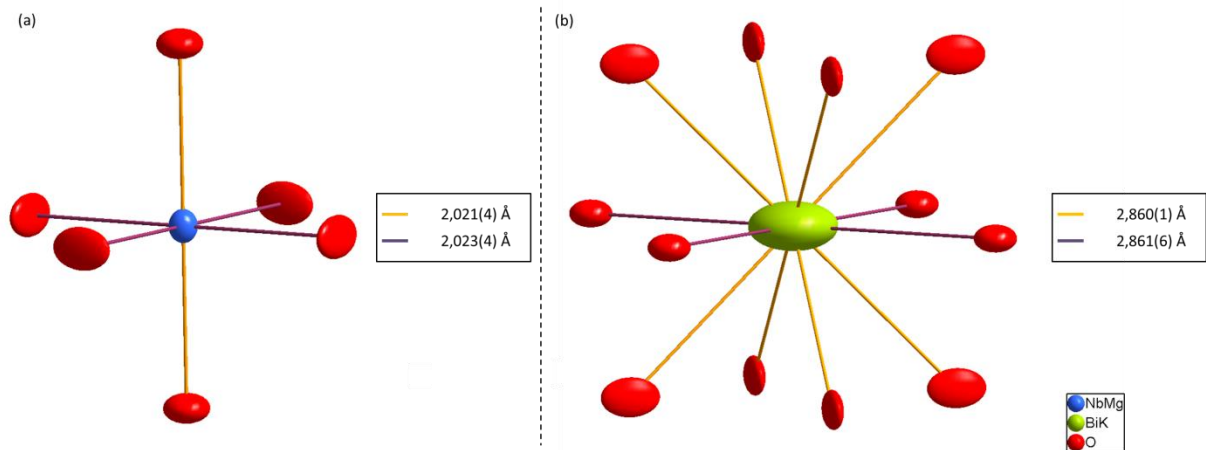 (a)
2,021(4) Å
2,023(4) Å
(b)
2,860(1) Å
2,861(6) Å
NbMg
BiK
O